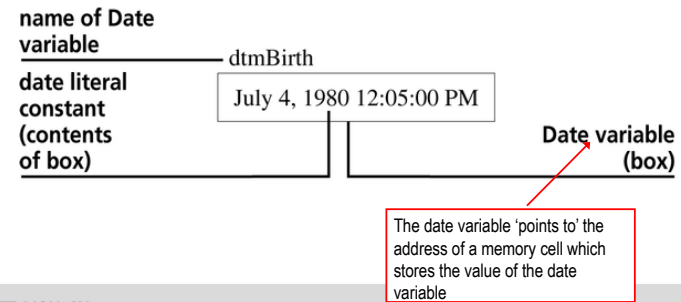 name of Date
variable
dtmBirth
date literal
constant
(contents
of box)
July 4, 1980 12:05:00 PM
Date variable
(box)
The date variable ‘points to’ the
address of a memory cell which
stores the value of the date
variable